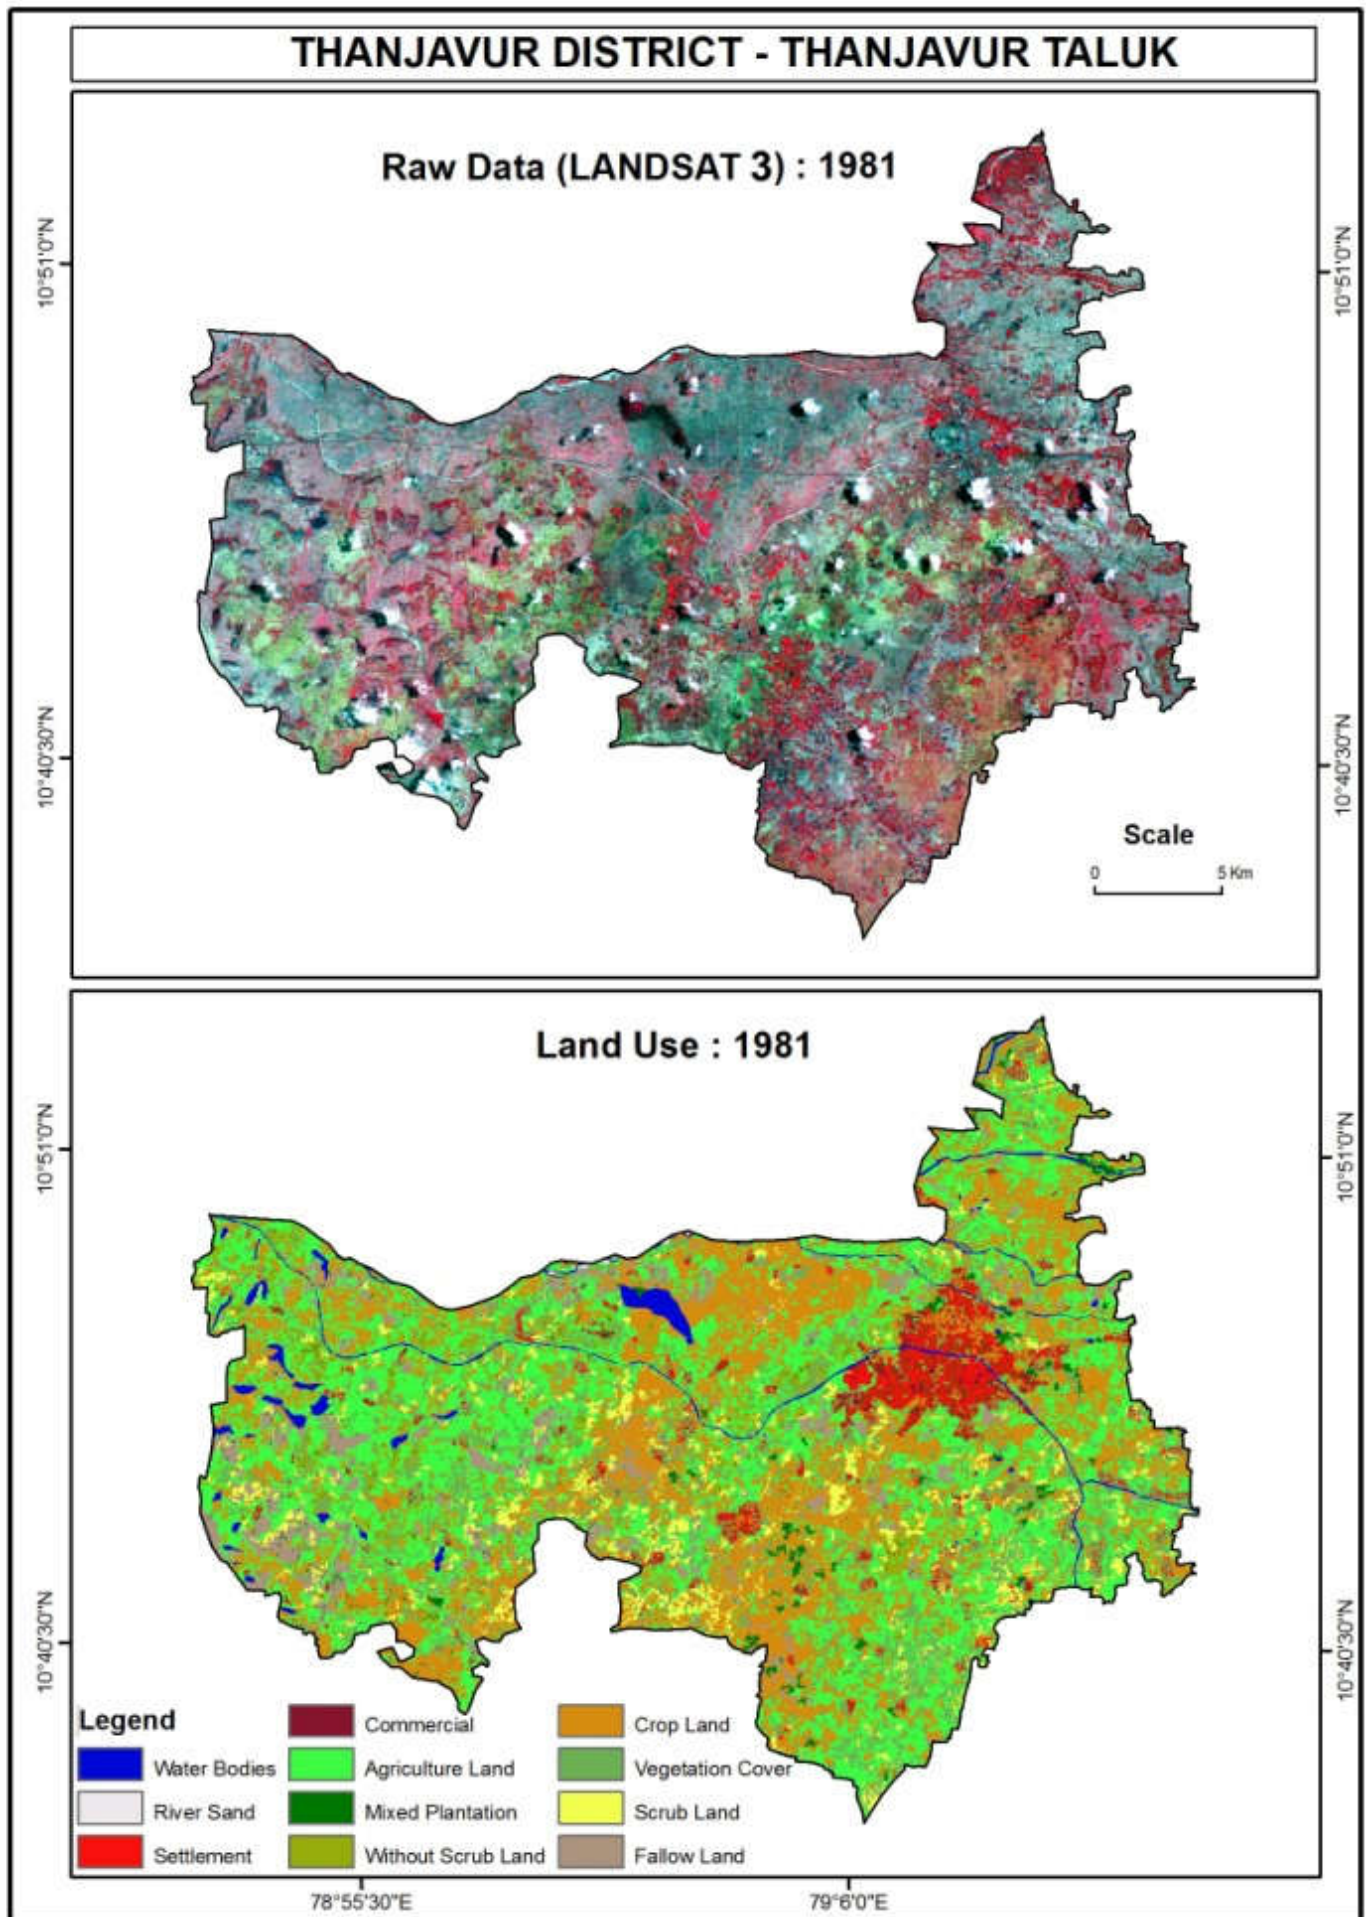 THANJAVUR DISTRICT - THANJAVUR TALUK
Raw Data (LANDSAT 3) : 1981
10°51'0"N
10°51'0"N
10°40'30"N
10°40'30"N
Scale
0 5 Km
Land Use : 1981
10°51'0"N
10°51'0"N
10°40'30"N
10°40'30"N
Legend
Water Bodies
River Sand
Settlement
Commercial
Agriculture Land
Mixed Plantation
Without Scrub Land
Crop Land
Vegetation Cover
Scrub Land
Fallow Land
78°55'30"E
79°6'0"E